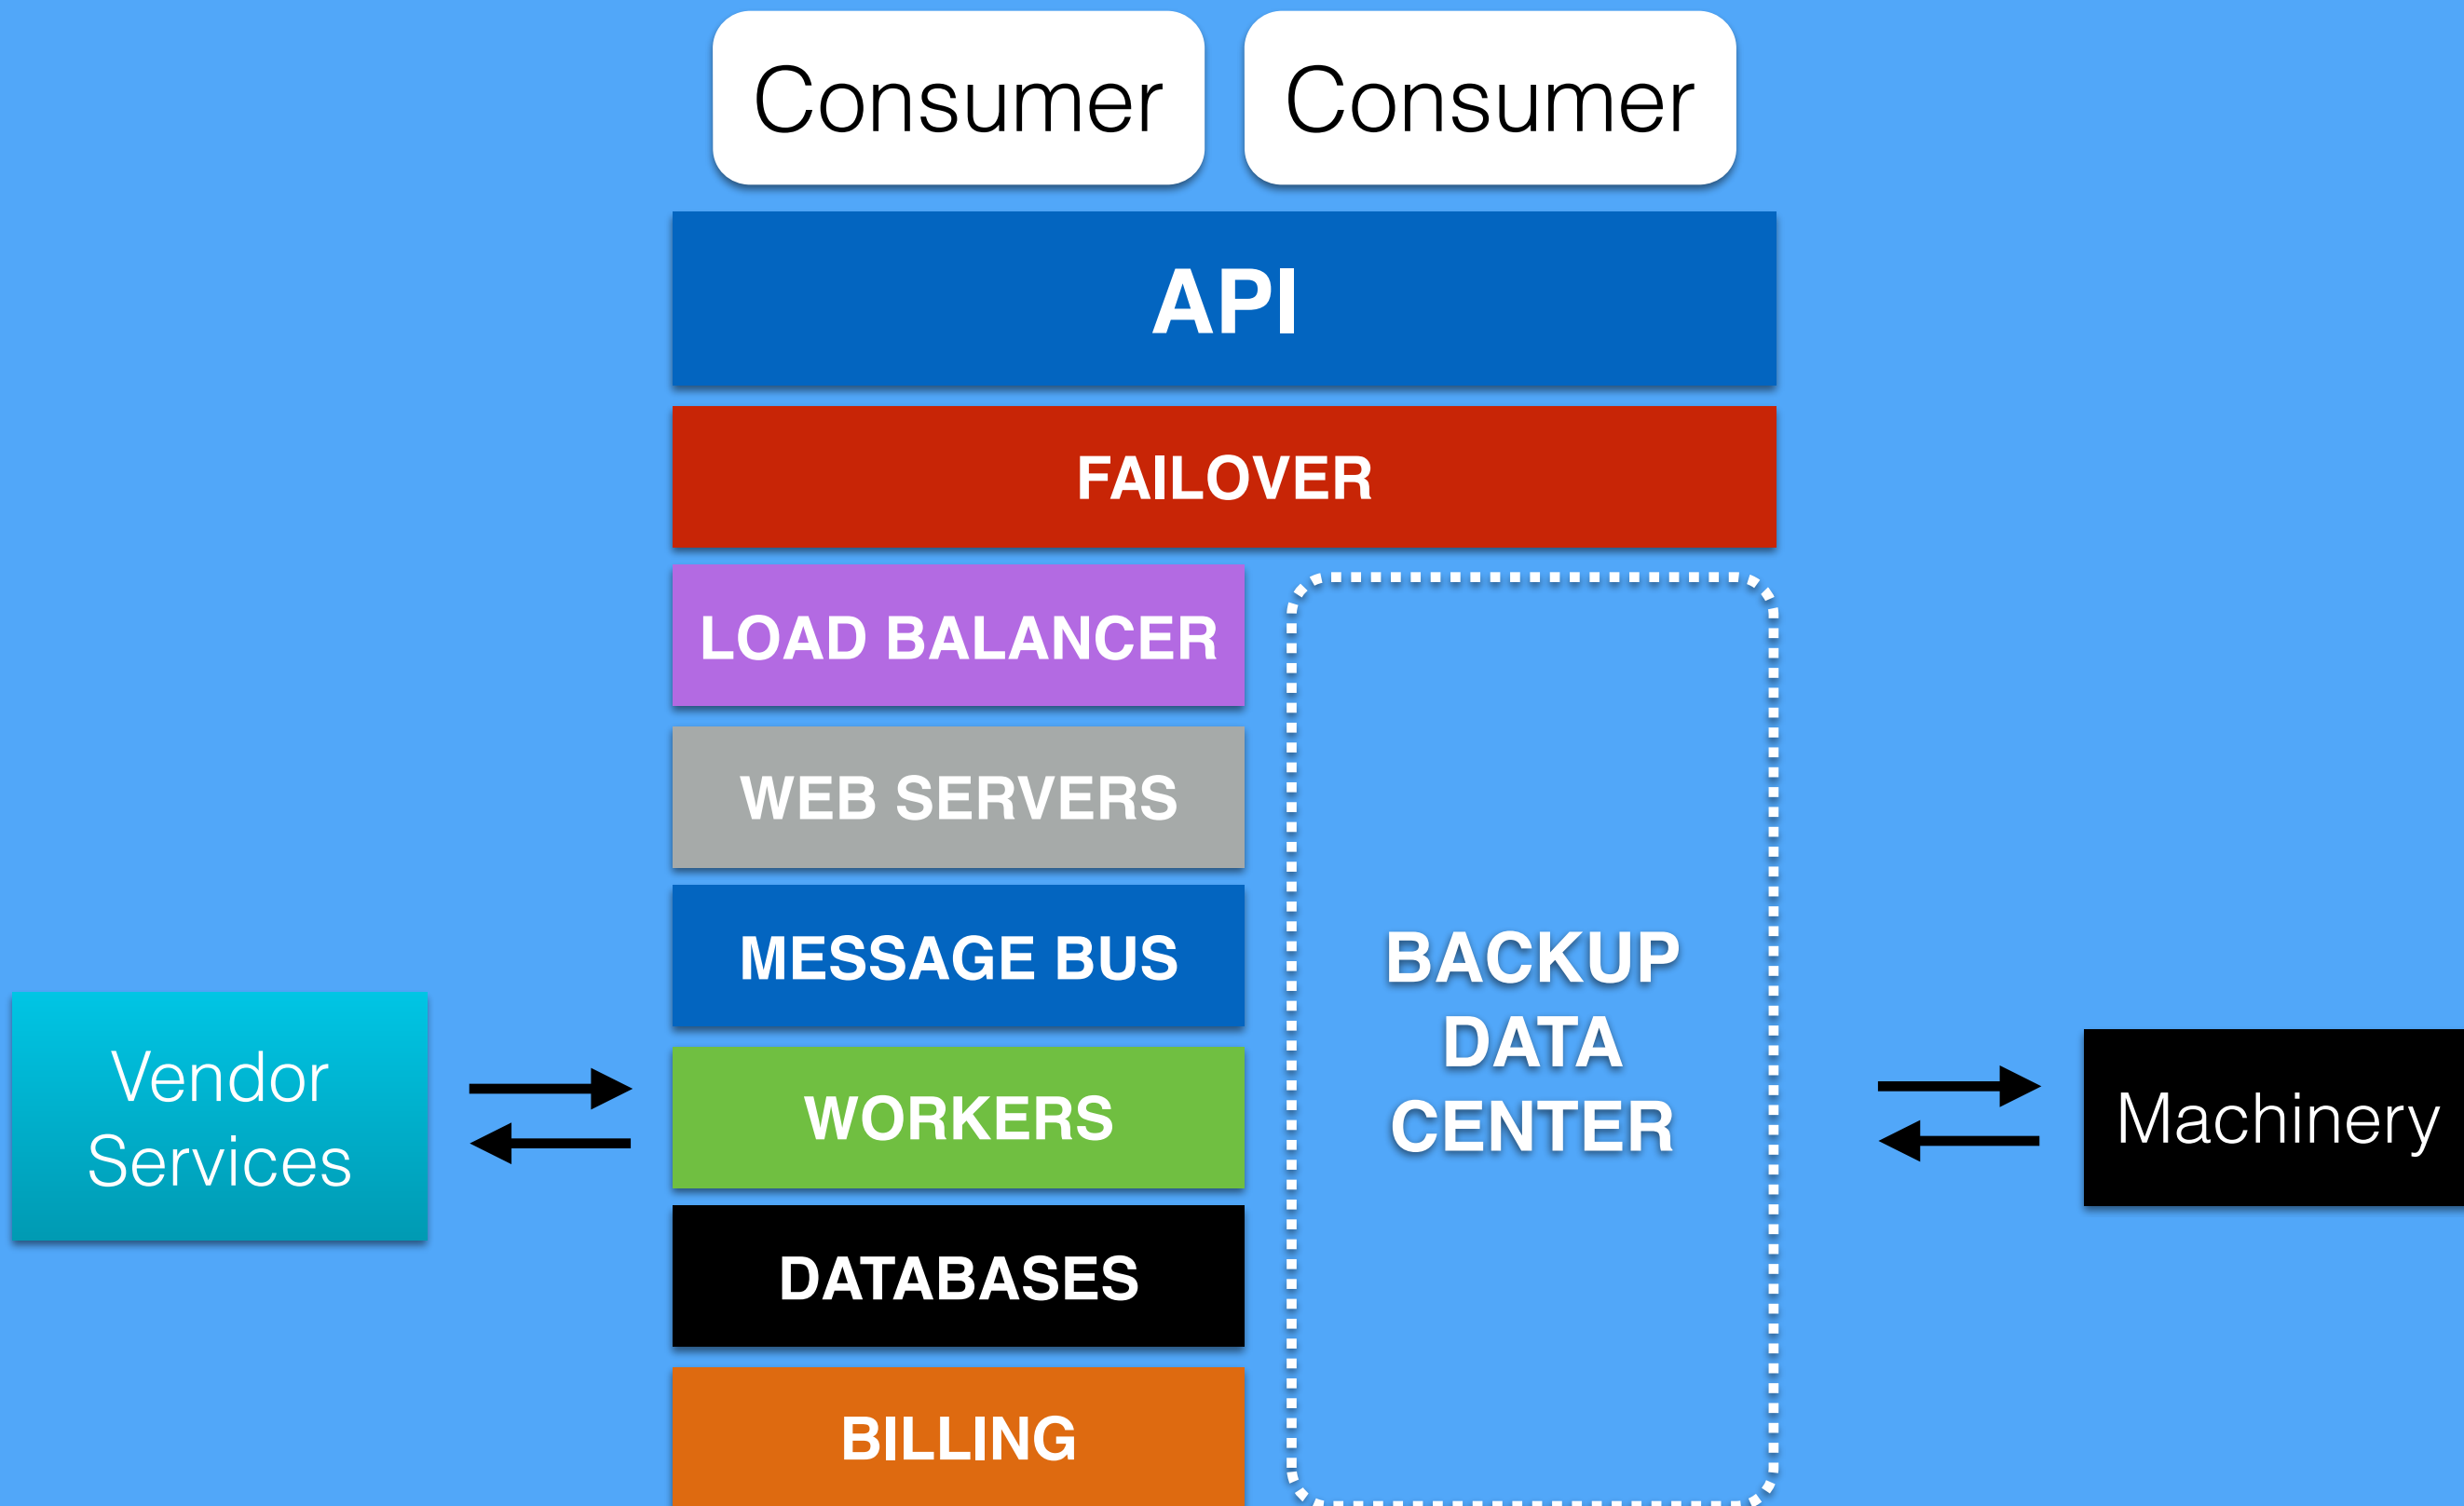 Consumer
Consumer
API
FAILOVER
LOAD BALANCER
WEB SERVERS
MESSAGE BUS
WORKERS
DATABASES
BILLING
BACKUP
DATA
CENTER
Vendor
Services
Machinery